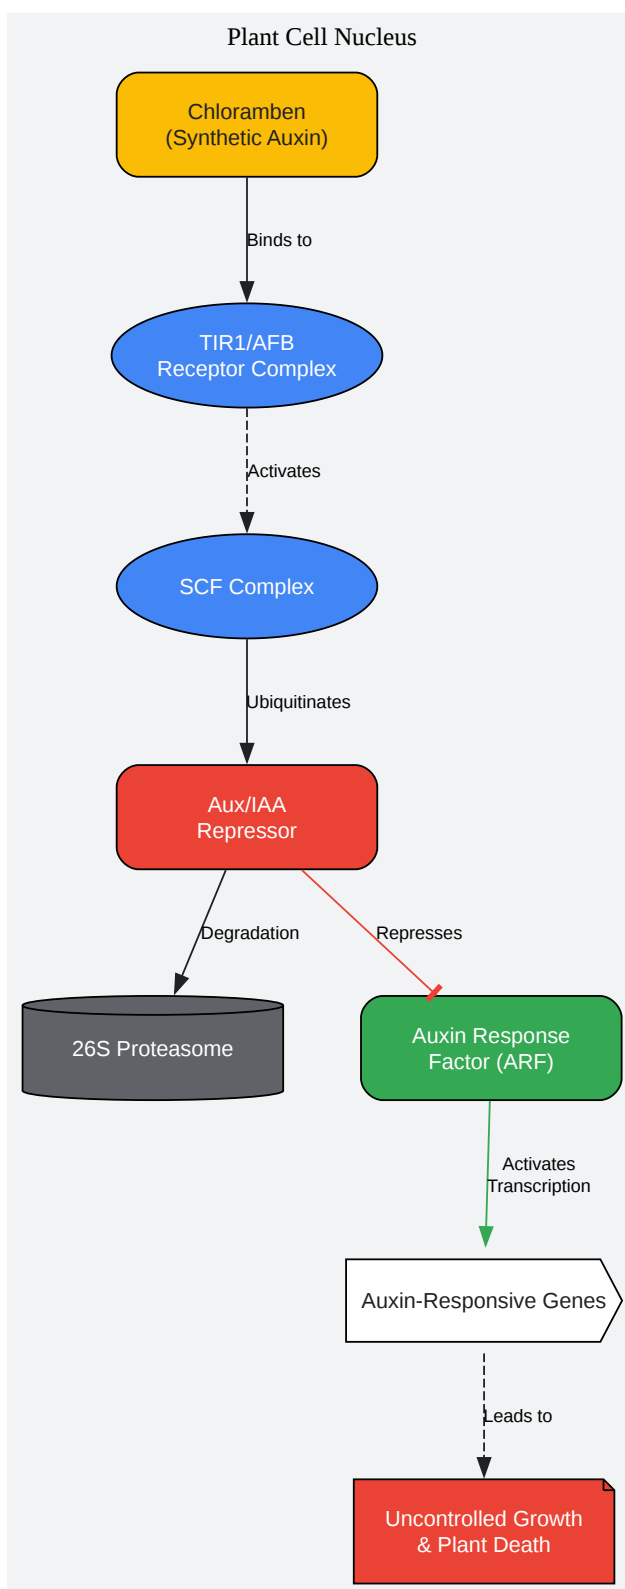 Plant Cell Nucleus
Chloramben
(Synthetic Auxin)
Binds to
TIR1/AFB
Receptor Complex
Activates
SCF Complex
Ubiquitinates
Aux/IAA
Repressor
Degradation
Represses
26S Proteasome
Auxin Response
Factor (ARF)
Activates
Transcription
Auxin-Responsive Genes
Leads to
Uncontrolled Growth
& Plant Death